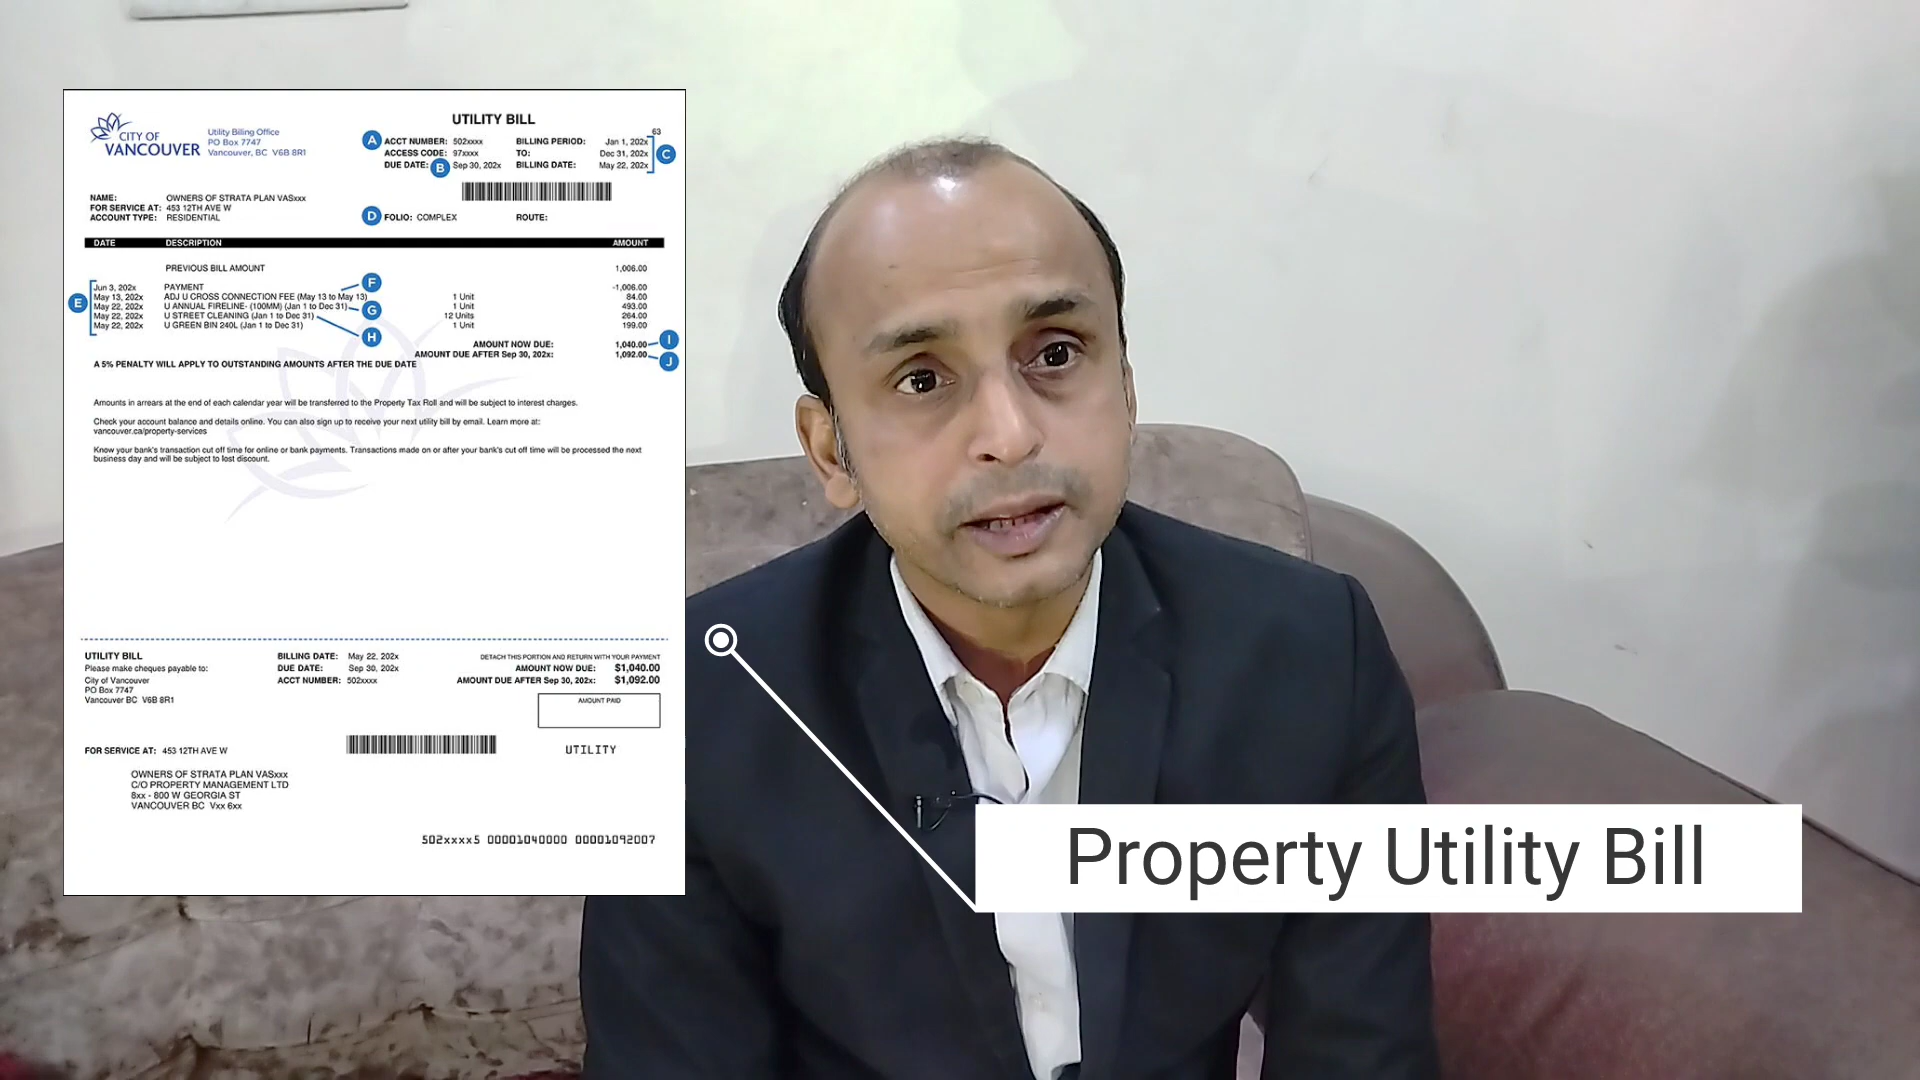 CITY OF
VANCOUVER
Utility Billing Office
PO Box 7747
Vancouver, BC V6B 8R1
UTILITY BILL
63
A ACCT NUMBER: 502xxxx BILLING PERIOD: Jan 1, 202x
ACCESS CODE: 97xxxx TO: Dec 31, 202x C
DUE DATE: B Sep 30, 202x BILLING DATE: May 22, 202x
NAME: OWNERS OF STRATA PLAN VASxxx
FOR SERVICE AT: 453 12TH AVE W
ACCOUNT TYPE: RESIDENTIAL
D FOLIO: COMPLEX ROUTE:
DATE DESCRIPTION AMOUNT
PREVIOUS BILL AMOUNT 1,006.00
E
Jun 3, 202x PAYMENT F -1,006.00
May 13, 202x ADJ U CROSS CONNECTION FEE (May 13 to May 13) 1 Unit 84.00
May 22, 202x U ANNUAL FIRELINE- (100MM) (Jan 1 to Dec 31) G 1 Unit 493.00
May 22, 202x U STREET CLEANING (Jan 1 to Dec 31) 12 Units 264.00
May 22, 202x U GREEN BIN 240L (Jan 1 to Dec 31) 1 Unit 199.00
H
AMOUNT NOW DUE: 1,040.00 I
AMOUNT DUE AFTER Sep 30, 202x: 1,092.00 J
A 5% PENALTY WILL APPLY TO OUTSTANDING AMOUNTS AFTER THE DUE DATE
Amounts in arrears at the end of each calendar year will be transferred to the Property Tax Roll and will be subject to interest charges.
Check your account balance and details online. You can also sign up to receive your next utility bill by email. Learn more at:
vancouver.ca/property-services
Know your bank's transaction cut off time for online or bank payments. Transactions made on or after your bank's cut off time will be processed the next
business day and will be subject to lost discount.
UTILITY BILL
Please make cheques payable to:
City of Vancouver
PO Box 7747
Vancouver BC V6B 8R1
BILLING DATE: May 22, 202x
DUE DATE: Sep 30, 202x
ACCT NUMBER: 502xxxx
DETACH THIS PORTION AND RETURN WITH YOUR PAYMENT
AMOUNT NOW DUE: $1,040.00
AMOUNT DUE AFTER Sep 30, 202x: $1,092.00
AMOUNT PAID
FOR SERVICE AT: 453 12TH AVE W
UTILITY
OWNERS OF STRATA PLAN VASxxx
C/O PROPERTY MANAGEMENT LTD
8xx - 800 W GEORGIA ST
VANCOUVER BC Vxx 6xx
502xxxx5 00001040000 00001092007
Property Utility Bill